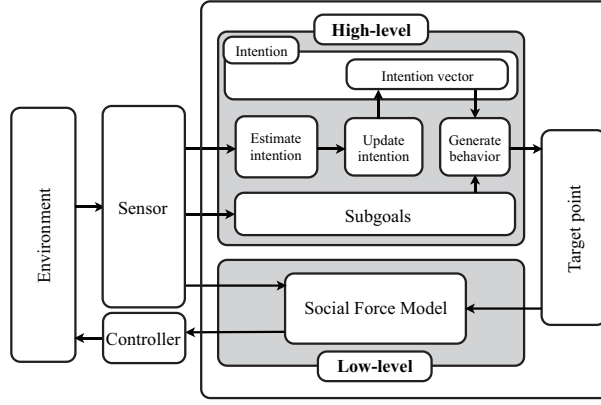 High-level
Intention
Intention vector
Estimate
intention
Update
intention
Generate
behavior
Subgoals
Environment
Sensor
Target point
Social Force Model
Controller
Low-level